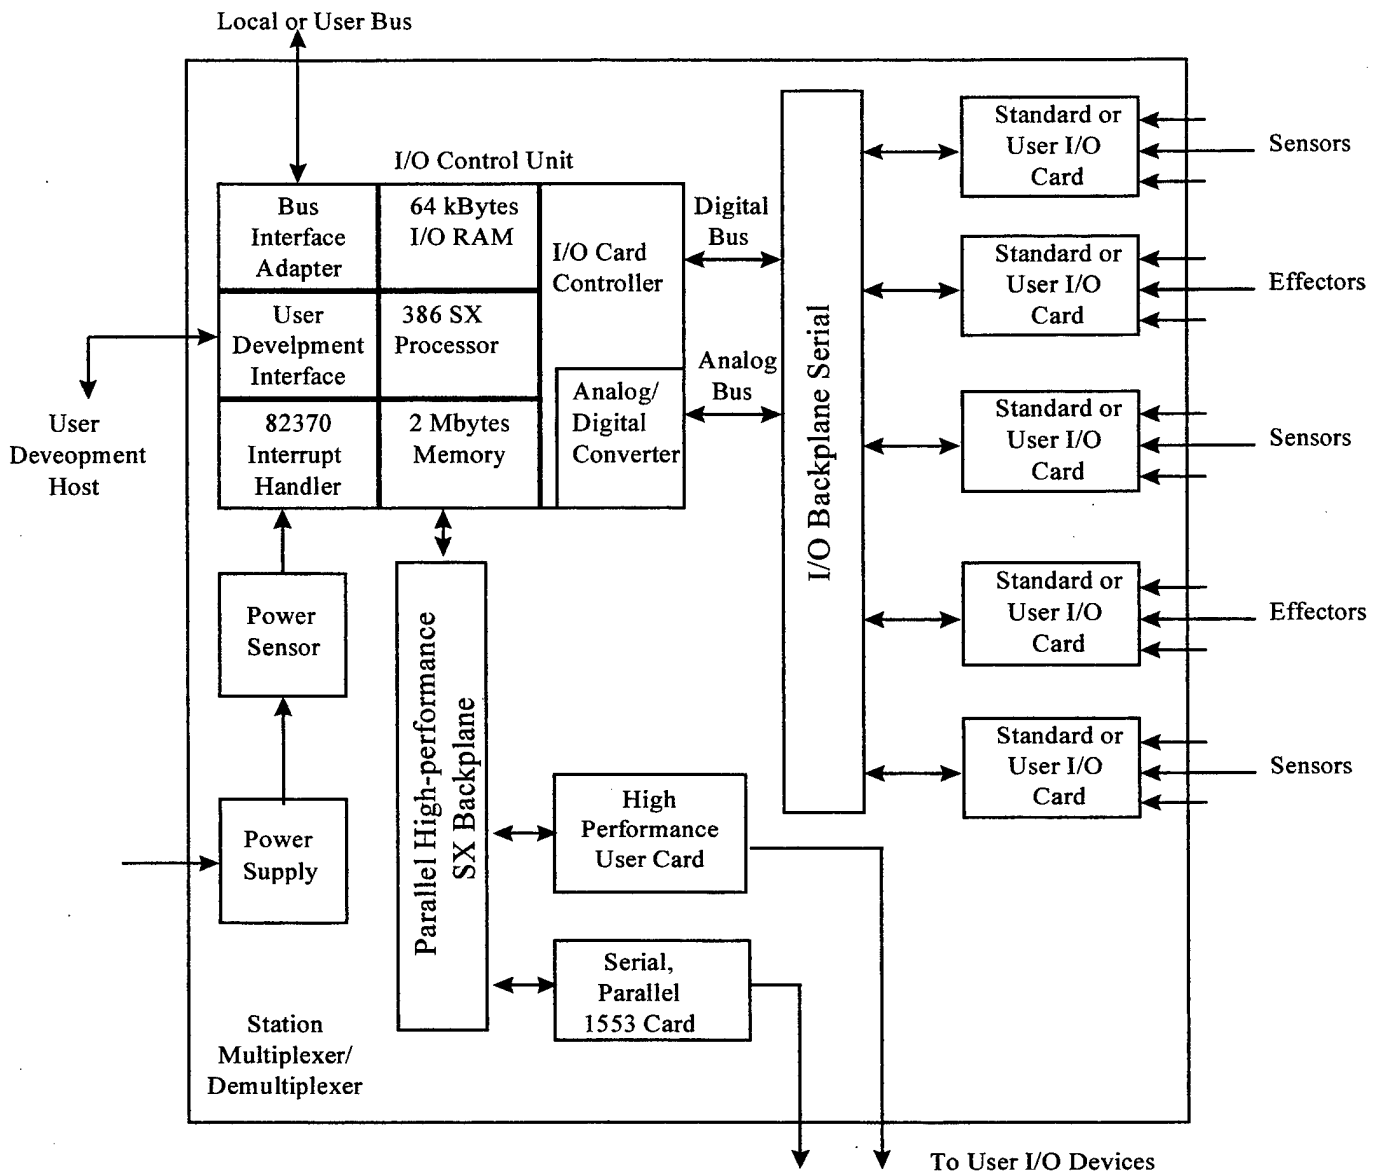 Local or User Bus
I/O Control Unit
Bus
Interface
Adapter
64 kBytes
I/O RAM
I/O Card
Controller
User
Develpment
Interface
386 SX
Processor
82370
Interrupt
Handler
2 Mbytes
Memory
Analog/
Digital
Converter
Digital
Bus
Analog
Bus
User
Deveopment
Host
Power
Sensor
Power
Supply
Station
Multiplexer/
Demultiplexer
Parallel High-performance
SX Backplane
High
Performance
User Card
Serial,
Parallel
1553 Card
I/O Backplane Serial
Standard or
User I/O
Card
Sensors
Standard or
User I/O
Card
Effectors
Standard or
User I/O
Card
Sensors
Standard or
User I/O
Card
Effectors
Standard or
User I/O
Card
Sensors
To User I/O Devices